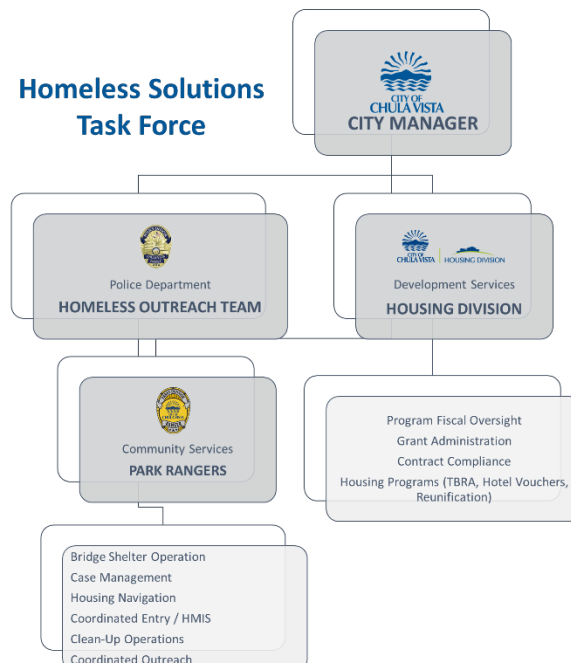 Homeless Solutions
Task Force
CITY OF
CHULA VISTA
CITY MANAGER
Police Department
HOMELESS OUTREACH TEAM
CITY OF
CHULA VISTA
HOUSING DIVISION
Development Services
HOUSING DIVISION
Community Services
PARK RANGERS
Program Fiscal Oversight
Grant Administration
Contract Compliance
Housing Programs (TBRA, Hotel Vouchers,
Reunification)
Bridge Shelter Operation
Case Management
Housing Navigation
Coordinated Entry / HMIS
Clean-Up Operations
Coordinated Outreach